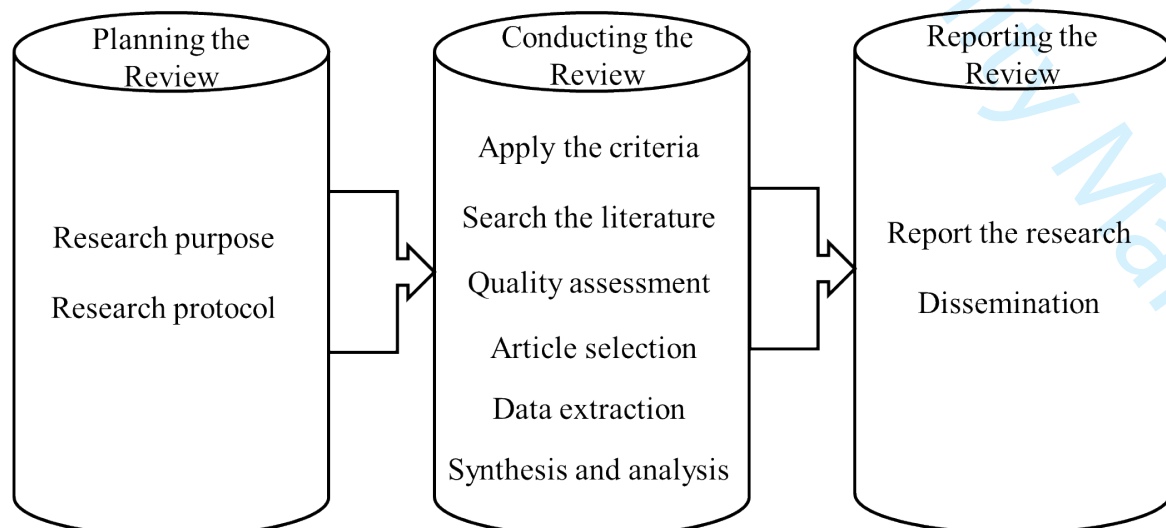 Planning the
Review
Research purpose
Research protocol
Conducting the
Review
Apply the criteria
Search the literature
Quality assessment
Article selection
Data extraction
Synthesis and analysis
Reporting the
Review
Report the research
Dissemination